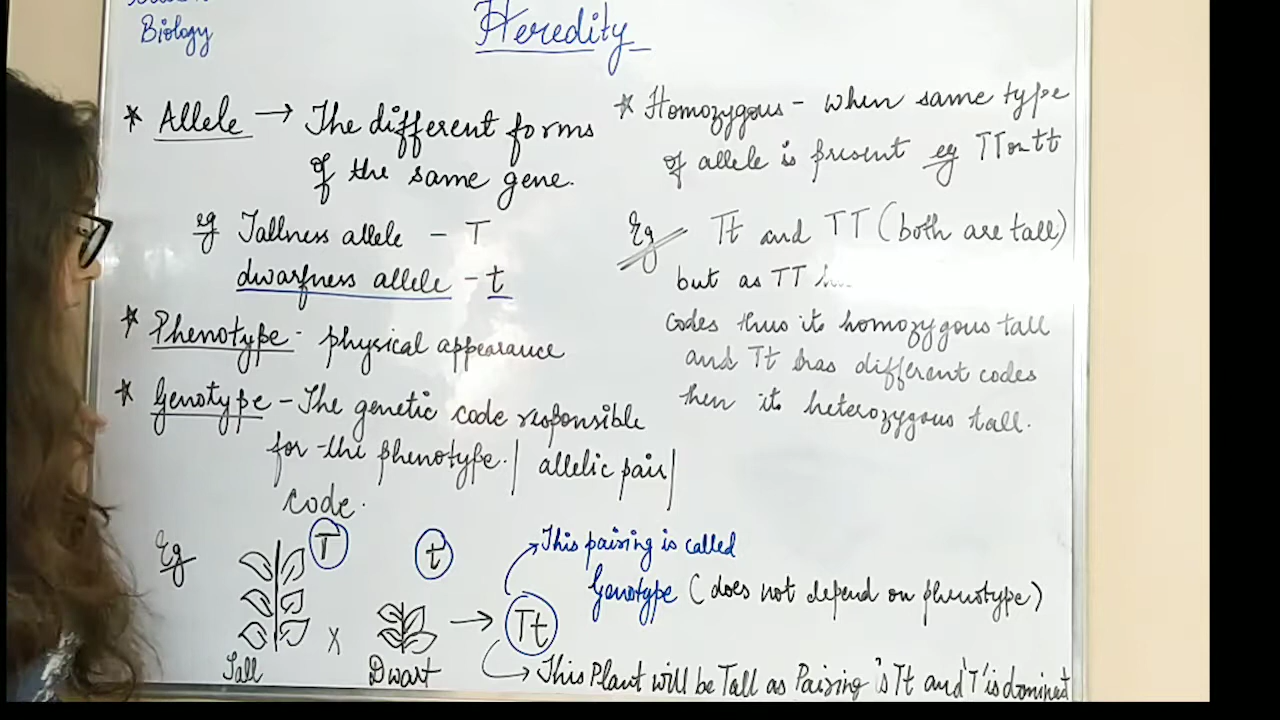 Biology
Heredity
* Allele → The different forms
of the same gene.
eg Tallness allele - T
dwarfness allele - t
* Phenotype - physical appearance
* Genotype - The genetic code responsible
for the phenotype. / allelic pair /
code.
Eg
T
t
Tall
X
Dwarf
→
Tt
This pairing is called
Genotype (does not depend on phenotype)
This Plant will be Tall as Pairing is Tt and 'T' is dominent
* Homozygous - when same type
of allele is present eg TT or tt
Eg Tt and TT (both are tall)
but as TT
codes thus its homozygous tall
and Tt has different codes
then its heterozygous tall.